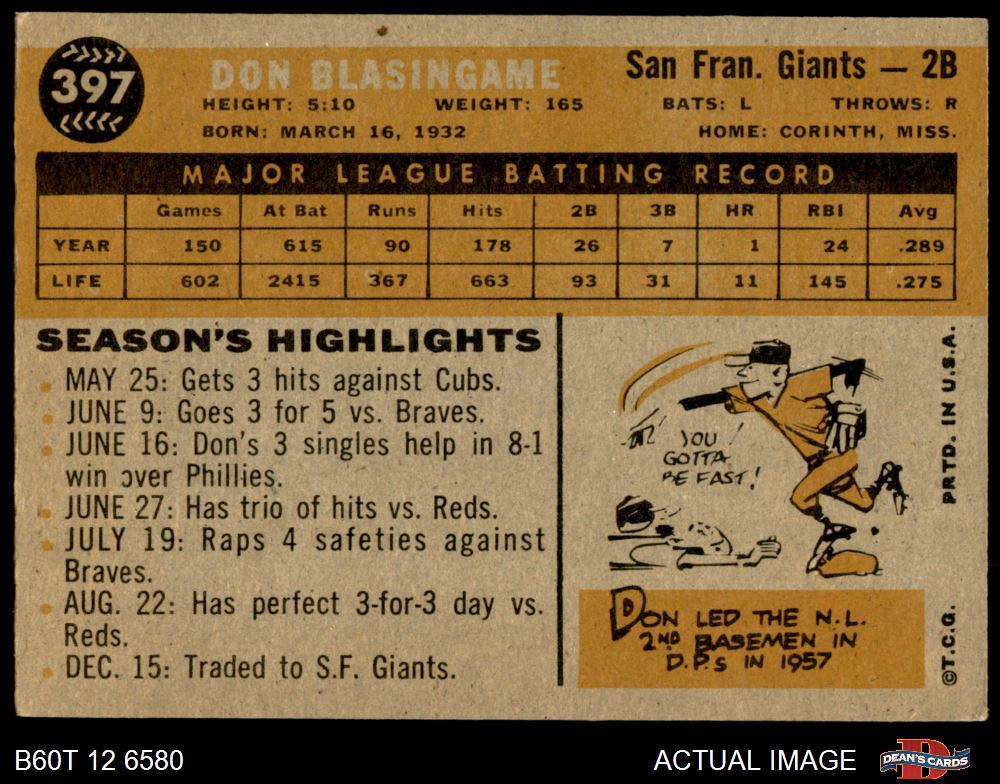 397
DON BLASINGAME
San Fran. Giants — 2B
HEIGHT: 5:10 WEIGHT: 165 BATS: L THROWS: R
BORN: MARCH 16, 1932 HOME: CORINTH, MISS.
MAJOR LEAGUE BATTING RECORD
Games At Bat Runs Hits 2B 3B HR RBI Avg
YEAR 150 615 90 178 26 7 1 24 .289
LIFE 602 2415 367 663 93 31 11 145 .275
SEASON'S HIGHLIGHTS
• MAY 25: Gets 3 hits against Cubs.
• JUNE 9: Goes 3 for 5 vs. Braves.
• JUNE 16: Don's 3 singles help in 8-1
win over Phillies.
• JUNE 27: Has trio of hits vs. Reds.
• JULY 19: Raps 4 safeties against
Braves.
• AUG. 22: Has perfect 3-for-3 day vs.
Reds.
• DEC. 15: Traded to S.F. Giants.
YOU
GOTTA
BE FAST!
DON LED THE N.L.
2ND BASEMEN IN
D.P.s IN 1957
PRTD. IN U.S.A.
©T.C.G.
B60T 12 6580
ACTUAL IMAGE
DEAN'S CARDS